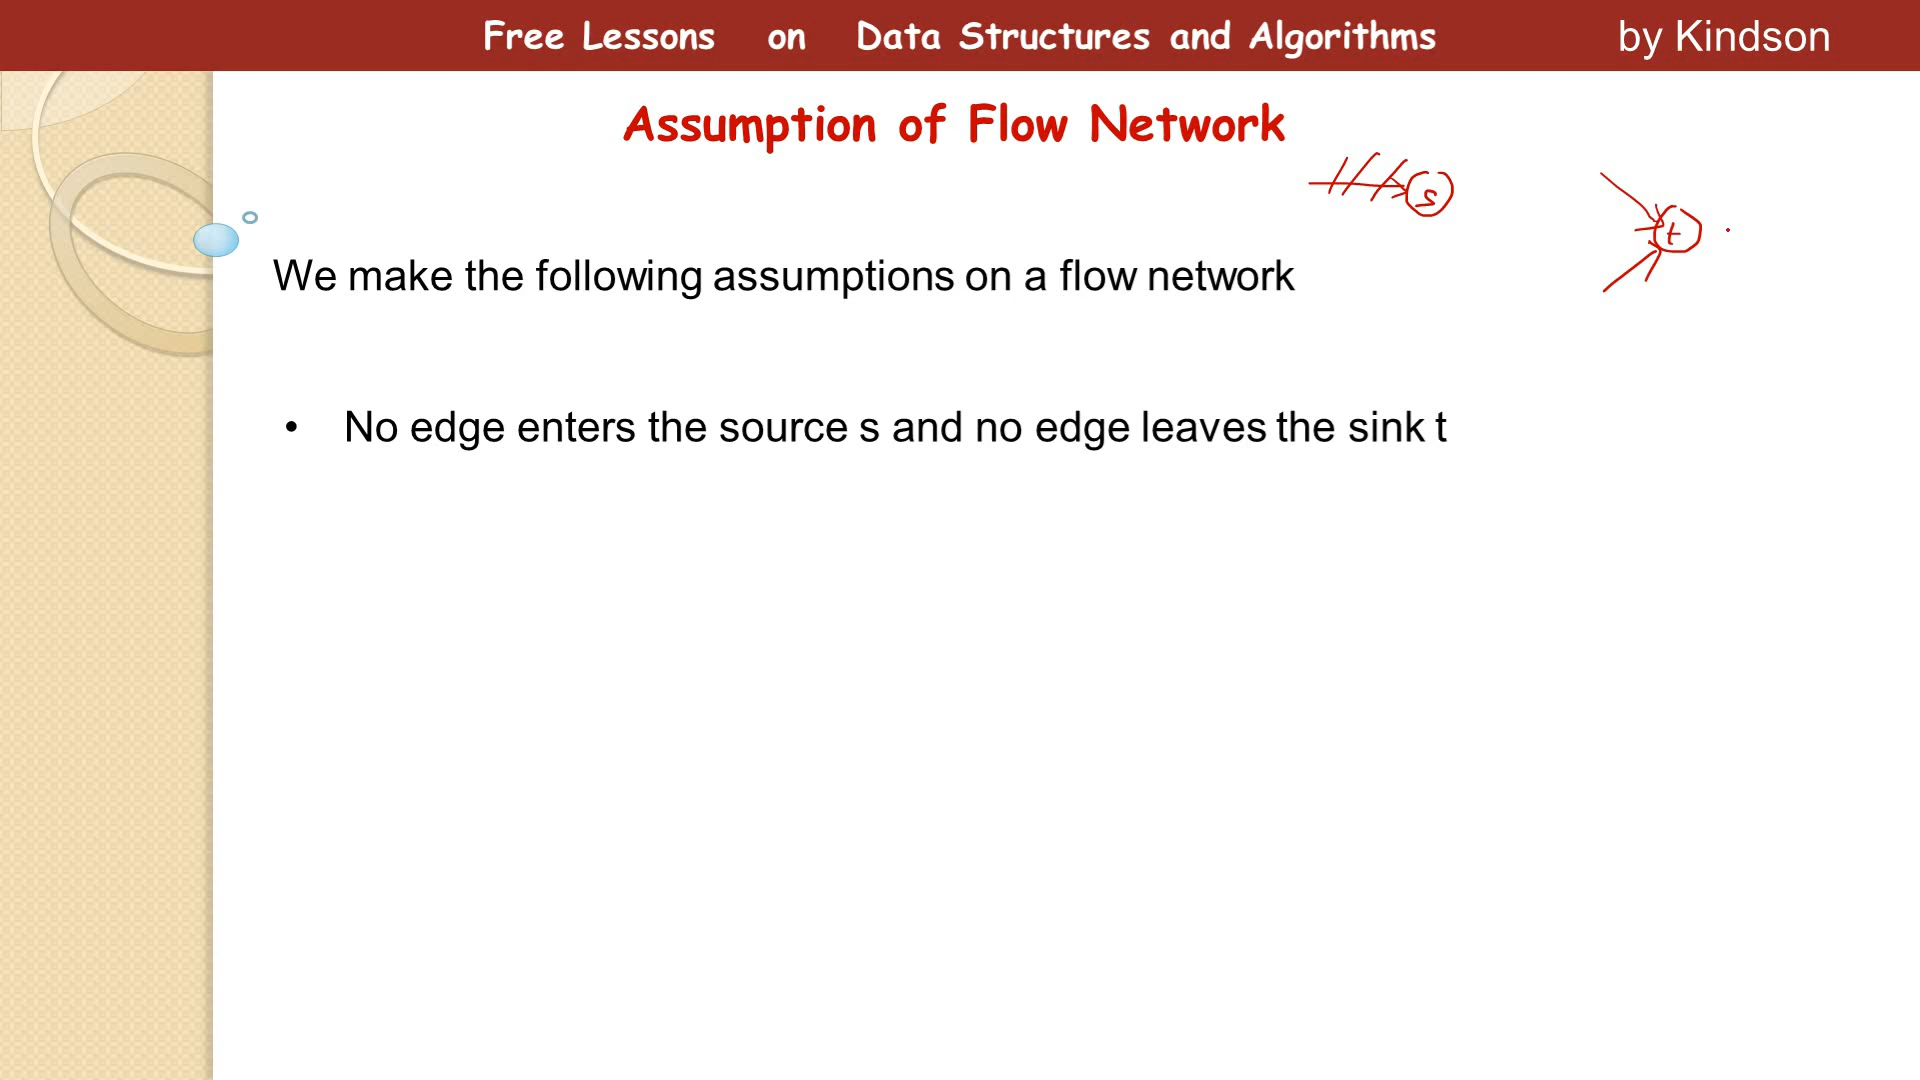 Free Lessons on Data Structures and Algorithms by Kindson
Assumption of Flow Network
s
t
We make the following assumptions on a flow network
• No edge enters the source s and no edge leaves the sink t